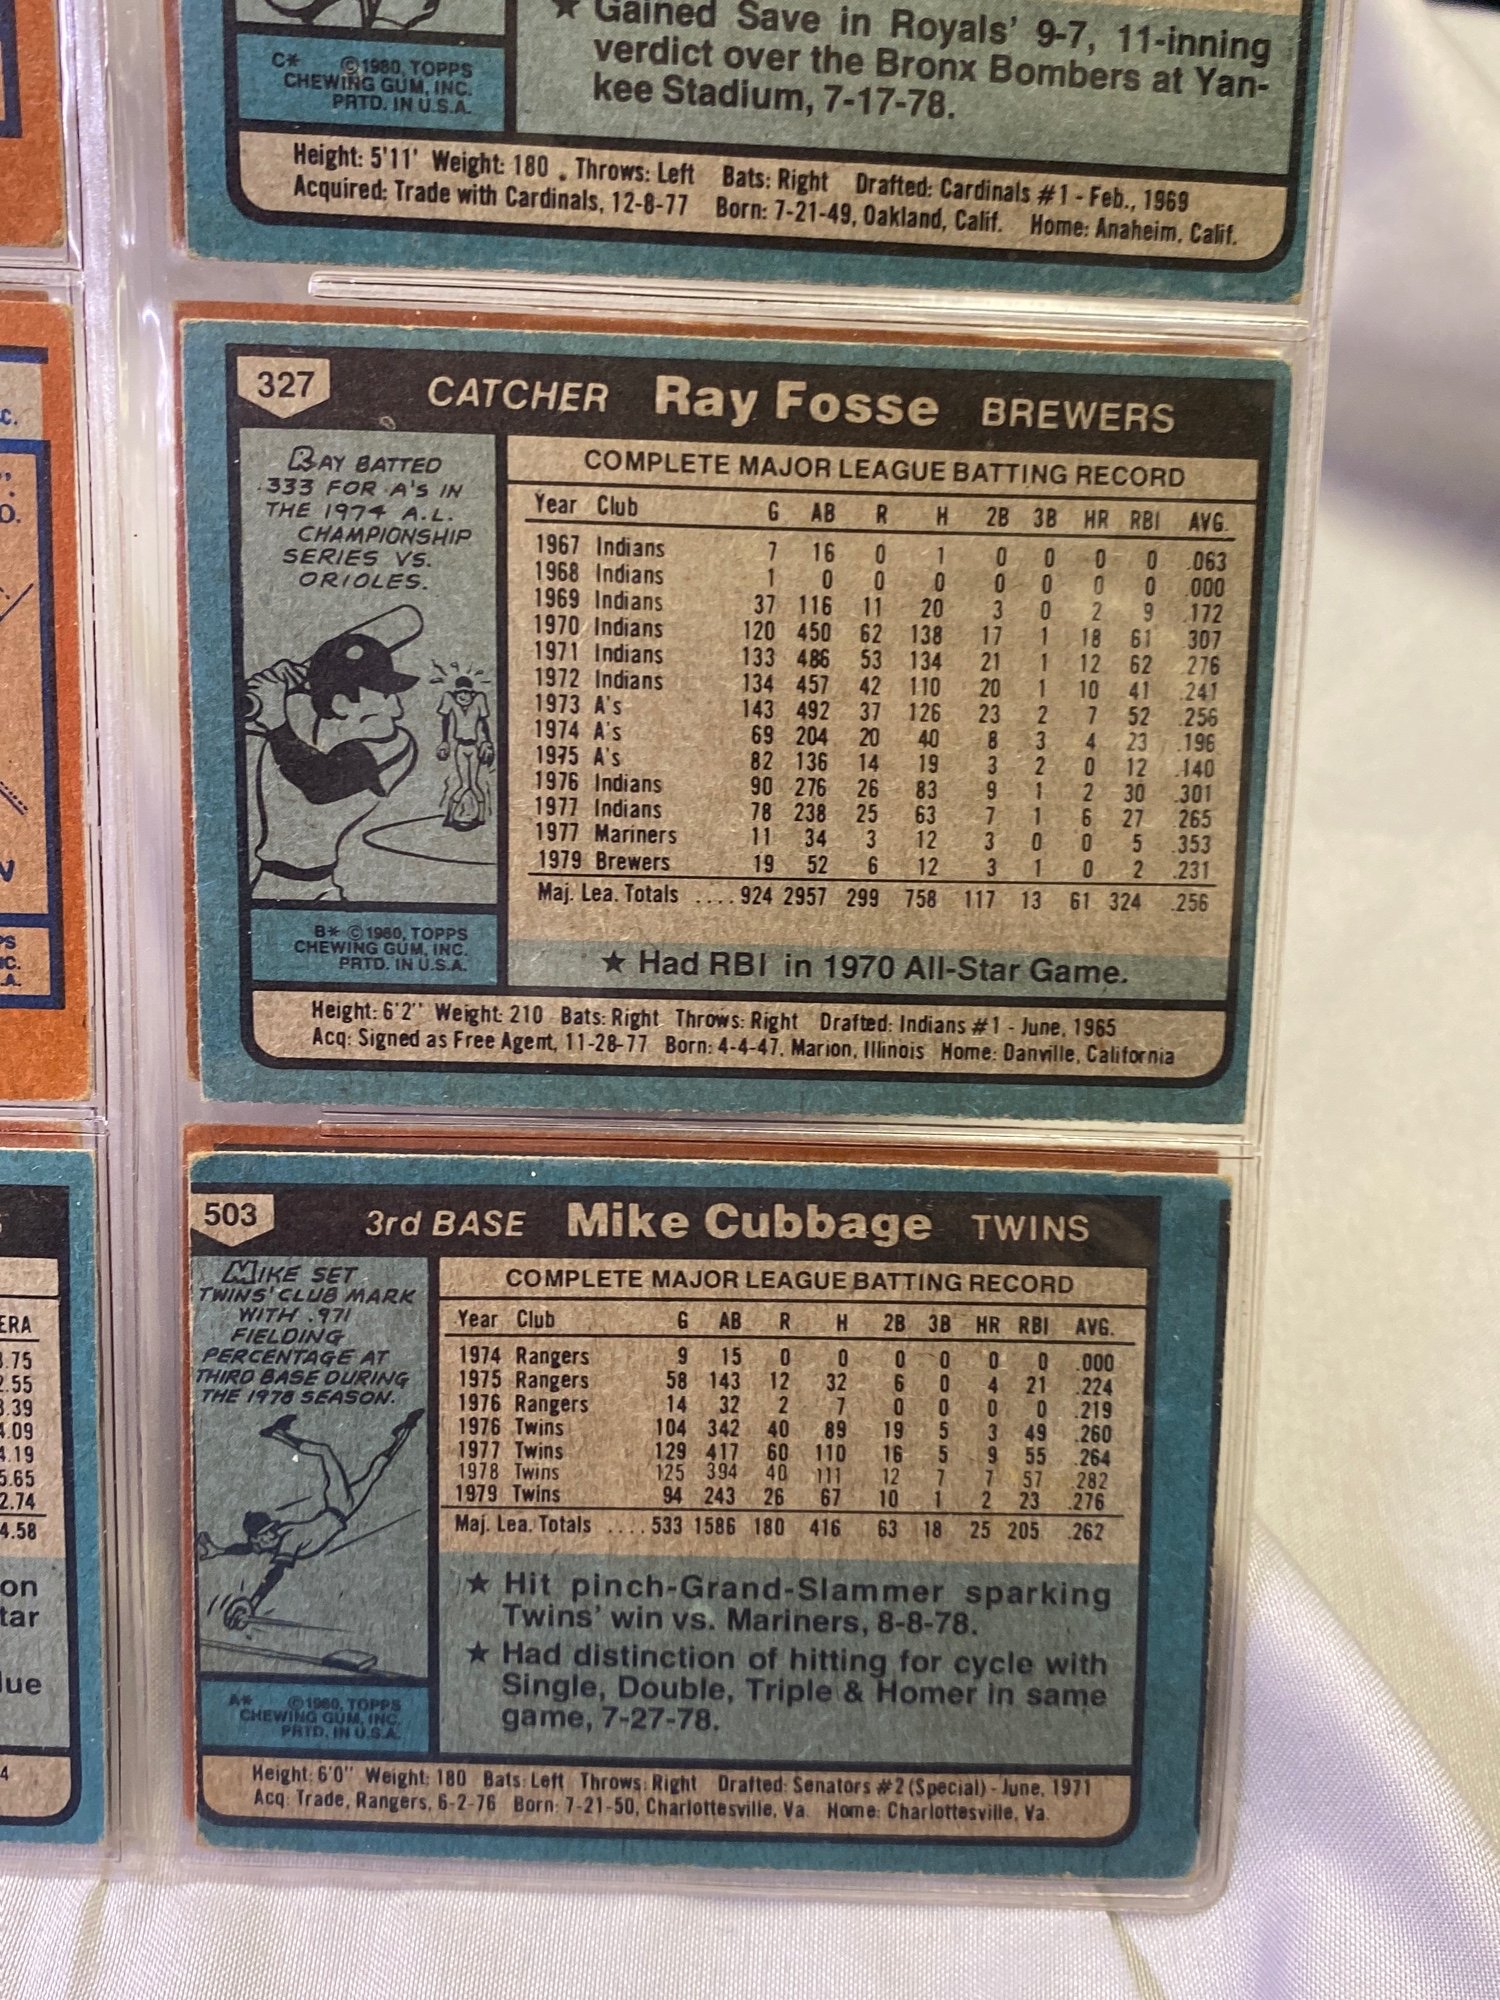 ★ Gained Save in Royals' 9-7, 11-inning
verdict over the Bronx Bombers at Yan-
kee Stadium, 7-17-78.
C* ©1980, TOPPS
CHEWING GUM, INC.
PRTD. IN U.S.A.
Height: 5'11' Weight: 180 . Throws: Left Bats: Right Drafted: Cardinals #1 - Feb., 1969
Acquired: Trade with Cardinals, 12-8-77 Born: 7-21-49, Oakland, Calif. Home: Anaheim, Calif.
327 CATCHER Ray Fosse BREWERS
RAY BATTED
.333 FOR A'S IN
THE 1974 A.L.
CHAMPIONSHIP
SERIES VS.
ORIOLES.
COMPLETE MAJOR LEAGUE BATTING RECORD
Year Club G AB R H 2B 3B HR RBI AVG.
1967 Indians 7 16 0 1 0 0 0 0 .063
1968 Indians 1 0 0 0 0 0 0 0 .000
1969 Indians 37 116 11 20 3 0 2 9 .172
1970 Indians 120 450 62 138 17 1 18 61 .307
1971 Indians 133 486 53 134 21 1 12 62 .276
1972 Indians 134 457 42 110 20 1 10 41 .241
1973 A's 143 492 37 126 23 2 7 52 .256
1974 A's 69 204 20 40 8 3 4 23 .196
1975 A's 82 136 14 19 3 2 0 12 .140
1976 Indians 90 276 26 83 9 1 2 30 .301
1977 Indians 78 238 25 63 7 1 6 27 .265
1977 Mariners 11 34 3 12 3 0 0 5 .353
1979 Brewers 19 52 6 12 3 1 0 2 .231
Maj. Lea. Totals .... 924 2957 299 758 117 13 61 324 .256
★ Had RBI in 1970 All-Star Game.
B* ©1980, TOPPS
CHEWING GUM, INC.
PRTD. IN U.S.A.
Height: 6'2" Weight: 210 Bats: Right Throws: Right Drafted: Indians #1 - June, 1965
Acq: Signed as Free Agent, 11-28-77 Born: 4-4-47, Marion, Illinois Home: Danville, California
503 3rd BASE Mike Cubbage TWINS
MIKE SET
TWINS' CLUB MARK
WITH .971
FIELDING
PERCENTAGE AT
THIRD BASE DURING
THE 1978 SEASON.
COMPLETE MAJOR LEAGUE BATTING RECORD
Year Club G AB R H 2B 3B HR RBI AVG.
1974 Rangers 9 15 0 0 0 0 0 0 .000
1975 Rangers 58 143 12 32 6 0 4 21 .224
1976 Rangers 14 32 2 7 0 0 0 0 .219
1976 Twins 104 342 40 89 19 5 3 49 .260
1977 Twins 129 417 60 110 16 5 9 55 .264
1978 Twins 125 394 40 111 12 7 7 57 .282
1979 Twins 94 243 26 67 10 1 2 23 .276
Maj. Lea. Totals .... 533 1586 180 416 63 18 25 205 .262
★ Hit pinch-Grand-Slammer sparking
Twins' win vs. Mariners, 8-8-78.
★ Had distinction of hitting for cycle with
Single, Double, Triple & Homer in same
game, 7-27-78.
A* ©1980, TOPPS
CHEWING GUM, INC.
PRTD. IN U.S.A.
Height: 6'0" Weight: 180 Bats: Left Throws: Right Drafted: Senators #2 (Special) - June, 1971
Acq: Trade, Rangers, 6-2-76 Born: 7-21-50, Charlottesville, Va. Home: Charlottesville, Va.
ERA
.75
.55
.39
.09
.19
5.65
2.74
4.58
on
tar
lue
4